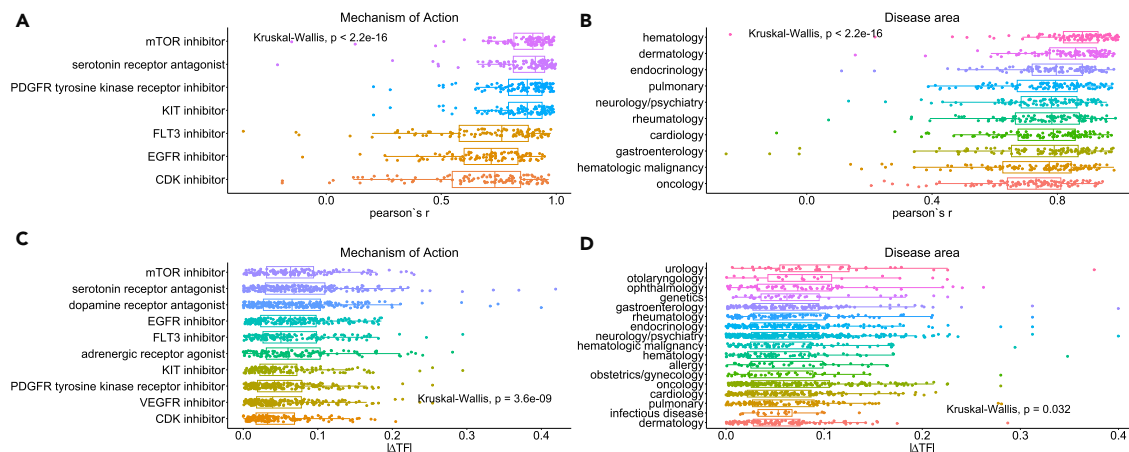 A
Mechanism of Action
Kruskal-Wallis, p < 2.2e-16
mTOR inhibitor
serotonin receptor antagonist
PDGFR tyrosine kinase receptor inhibitor
KIT inhibitor
FLT3 inhibitor
EGFR inhibitor
CDK inhibitor
0.0 0.4 0.8 1.0
pearson`s r
B
Disease area
Kruskal-Wallis, p < 2.2e-16
hematology
dermatology
endocrinology
pulmonary
neurology/psychiatry
rheumatology
cardiology
gastroenterology
hematologic malignancy
oncology
0.0 0.4 0.8
pearson`s r
C
Mechanism of Action
mTOR inhibitor
serotonin receptor antagonist
dopamine receptor antagonist
EGFR inhibitor
FLT3 inhibitor
adrenergic receptor agonist
KIT inhibitor
PDGFR tyrosine kinase receptor inhibitor
VEGFR inhibitor
CDK inhibitor
Kruskal-Wallis, p = 3.6e-09
0.0 0.1 0.2 0.3 0.4
|ΔTF|
D
Disease area
urology
otolaryngology
ophthalmology
genetics
gastroenterology
rheumatology
endocrinology
neurology/psychiatry
hematologic malignancy
hematology
allergy
obstetrics/gynecology
oncology
cardiology
pulmonary
infectious disease
dermatology
Kruskal-Wallis, p = 0.032
0.0 0.1 0.2 0.3 0.4
|ΔTF|